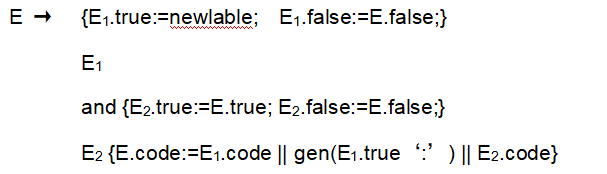 E → {E₁.true:=newlable; E₁.false:=E.false;}
E₁
and {E₂.true:=E.true; E₂.false:=E.false;}
E₂ {E.code:=E₁.code || gen(E₁.true ‘:’ ) || E₂.code}